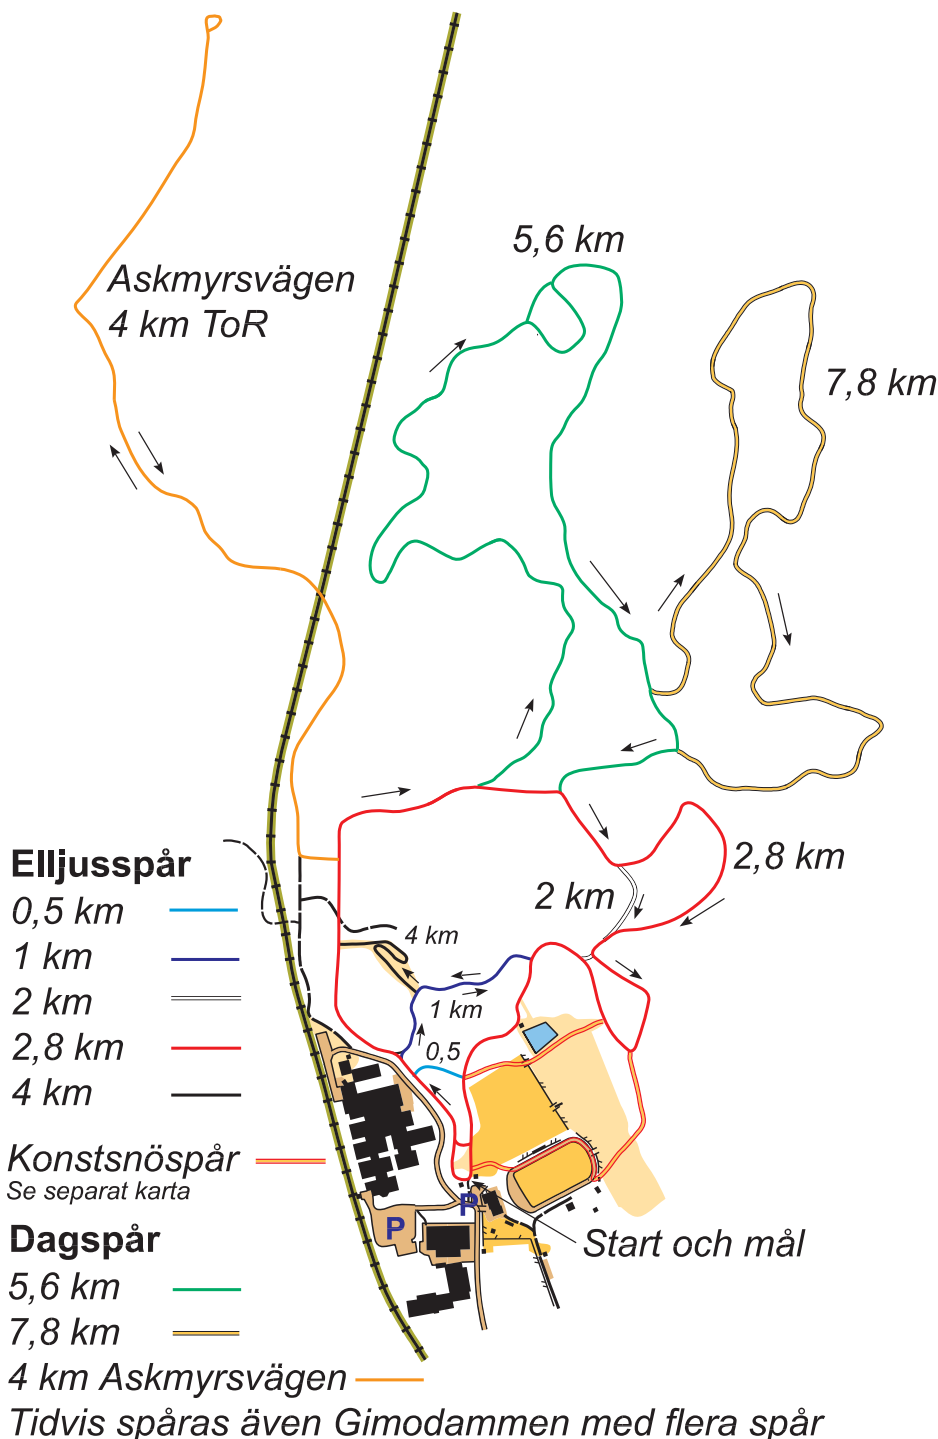 5,6 km
Askmyrsvägen
4 km ToR
7,8 km
2,8 km
2 km
4 km
1 km
0,5
Elljusspår
0,5 km
1 km
2 km
2,8 km
4 km
Konstsnöspår
Se separat karta
P
P
Start och mål
Dagspår
5,6 km
7,8 km
4 km Askmyrsvägen
Tidvis spåras även Gimodammen med flera spår